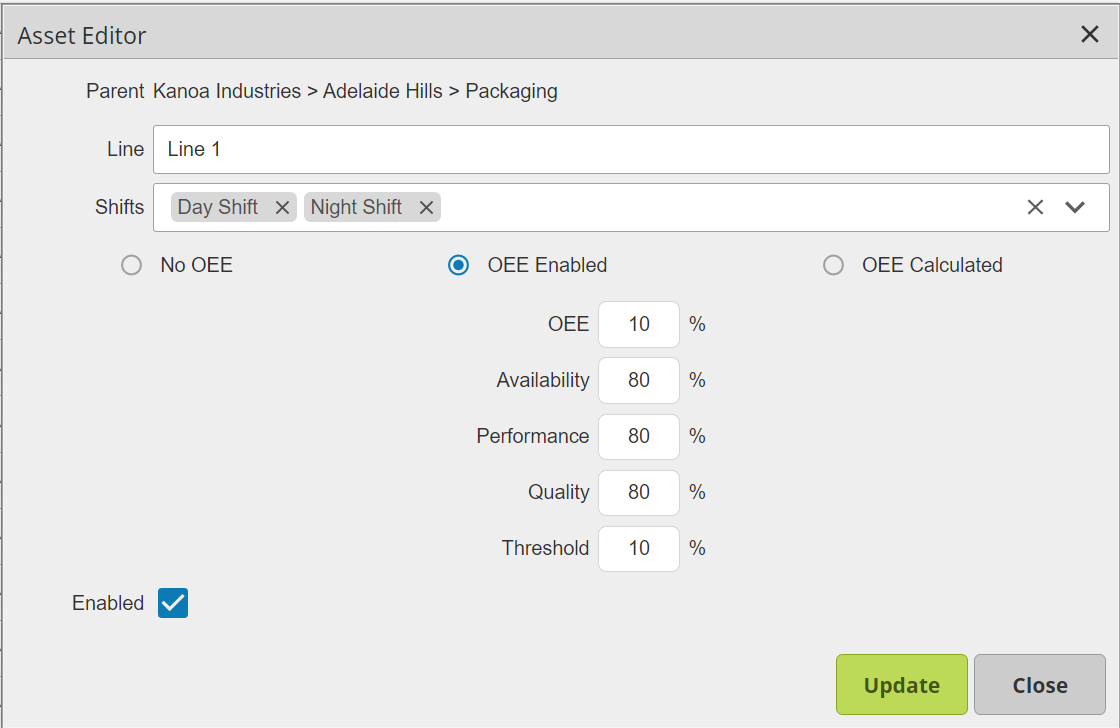 Asset Editor
Parent Kanoa Industries > Adelaide Hills > Packaging
Line Line 1
Shifts Day Shift Night Shift
No OEE OEE Enabled OEE Calculated
OEE 10 %
Availability 80 %
Performance 80 %
Quality 80 %
Threshold 10 %
Enabled
Update Close